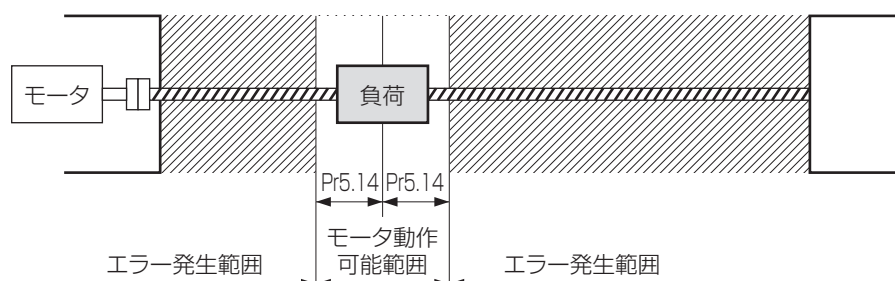 モータ
負荷
Pr5.14 Pr5.14
モータ動作
可能範囲
エラー発生範囲
エラー発生範囲